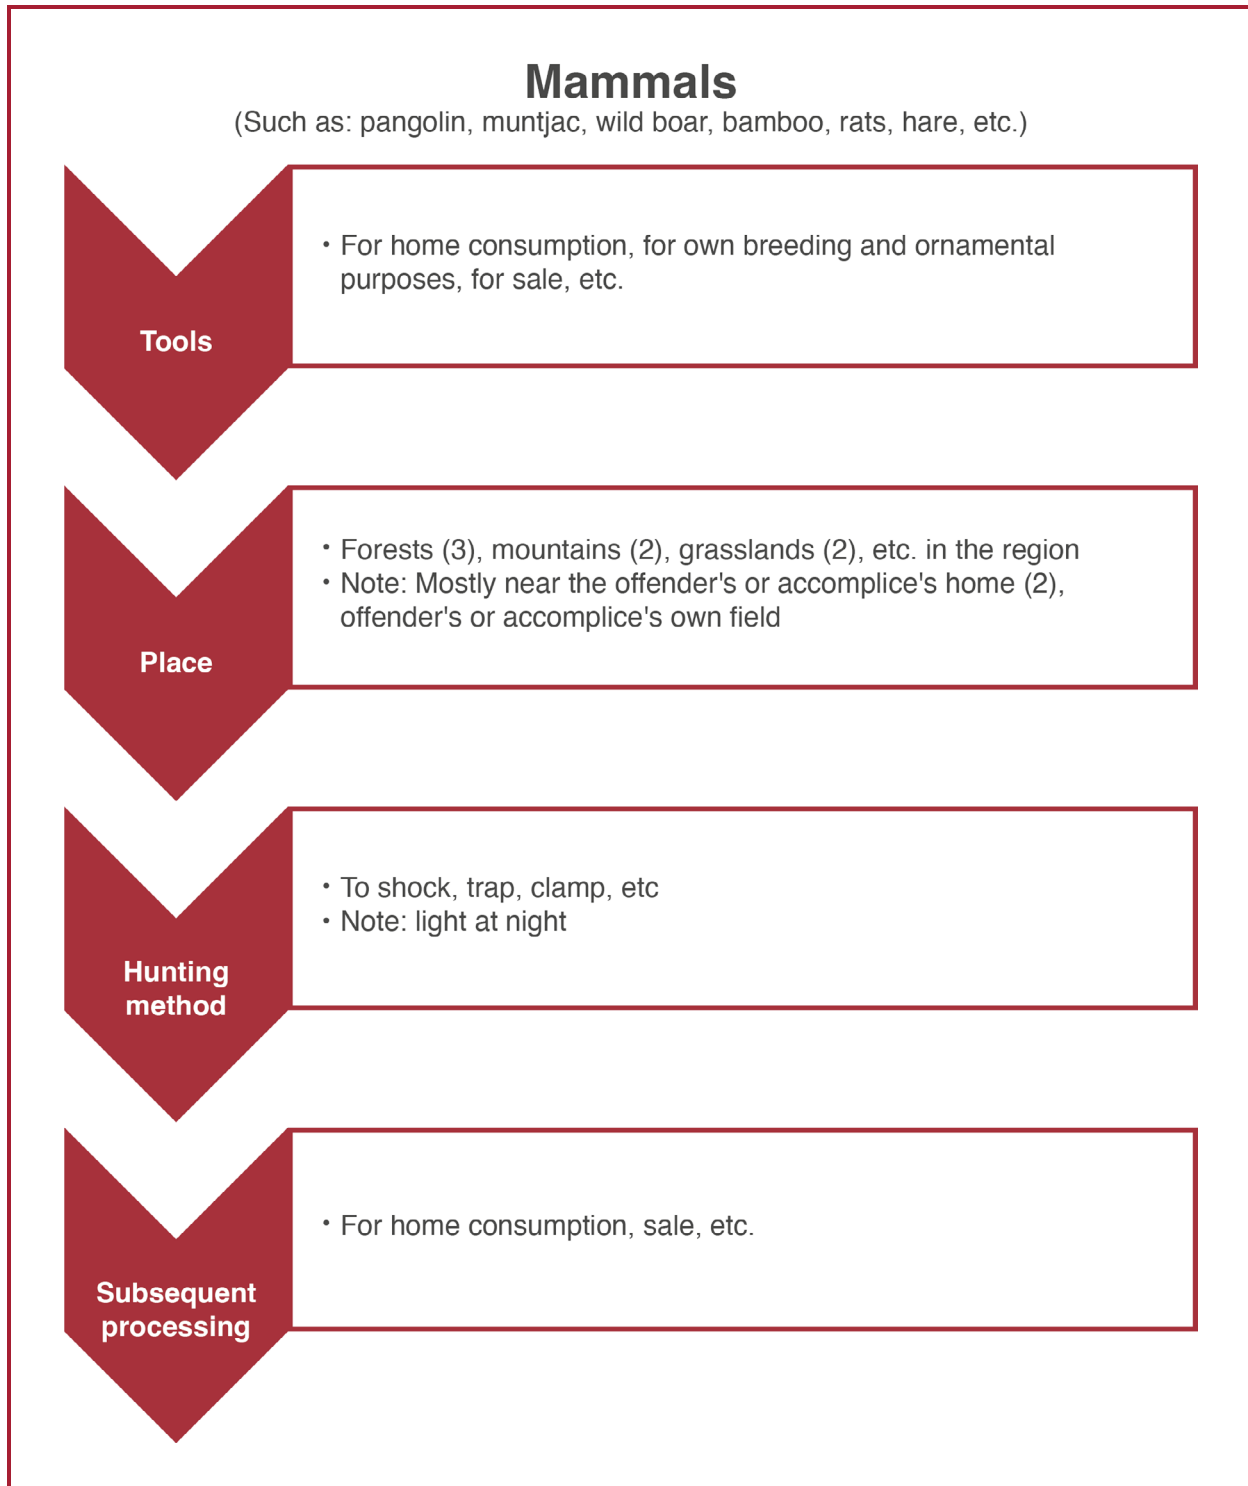 Mammals
(Such as: pangolin, muntjac, wild boar, bamboo, rats, hare, etc.)
Tools
• For home consumption, for own breeding and ornamental
purposes, for sale, etc.
Place
• Forests (3), mountains (2), grasslands (2), etc. in the region
• Note: Mostly near the offender's or accomplice's home (2),
offender's or accomplice's own field
Hunting
method
• To shock, trap, clamp, etc
• Note: light at night
Subsequent
processing
• For home consumption, sale, etc.